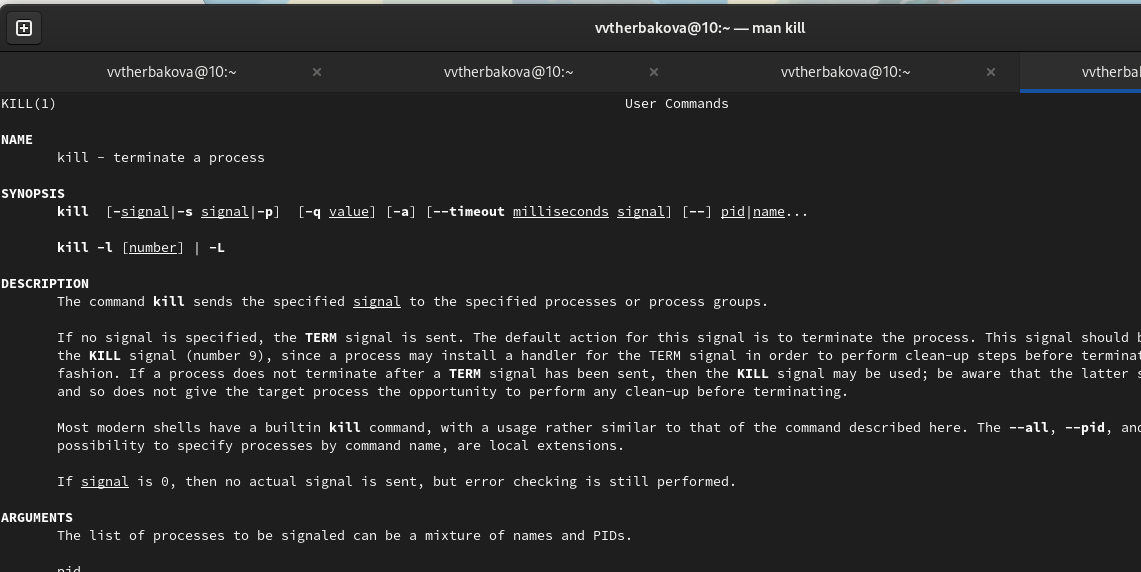 vvtherbakova@10:~ — man kill
vvtherbakova@10:~ × vvtherbakova@10:~ × vvtherbakova@10:~ ×
KILL(1) User Commands
NAME
kill - terminate a process
SYNOPSIS
kill [-signal|-s signal|-p] [-q value] [-a] [--timeout milliseconds signal] [--] pid|name...
kill -l [number] | -L
DESCRIPTION
The command kill sends the specified signal to the specified processes or process groups.
If no signal is specified, the TERM signal is sent. The default action for this signal is to terminate the process. This signal should
the KILL signal (number 9), since a process may install a handler for the TERM signal in order to perform clean-up steps before
fashion. If a process does not terminate after a TERM signal has been sent, then the KILL signal may be used; be aware that the latter
and so does not give the target process the opportunity to perform any clean-up before terminating.
Most modern shells have a builtin kill command, with a usage rather similar to that of the command described here. The --all, --pid, and
possibility to specify processes by command name, are local extensions.
If signal is 0, then no actual signal is sent, but error checking is still performed.
ARGUMENTS
The list of processes to be signaled can be a mixture of names and PIDs.
pid